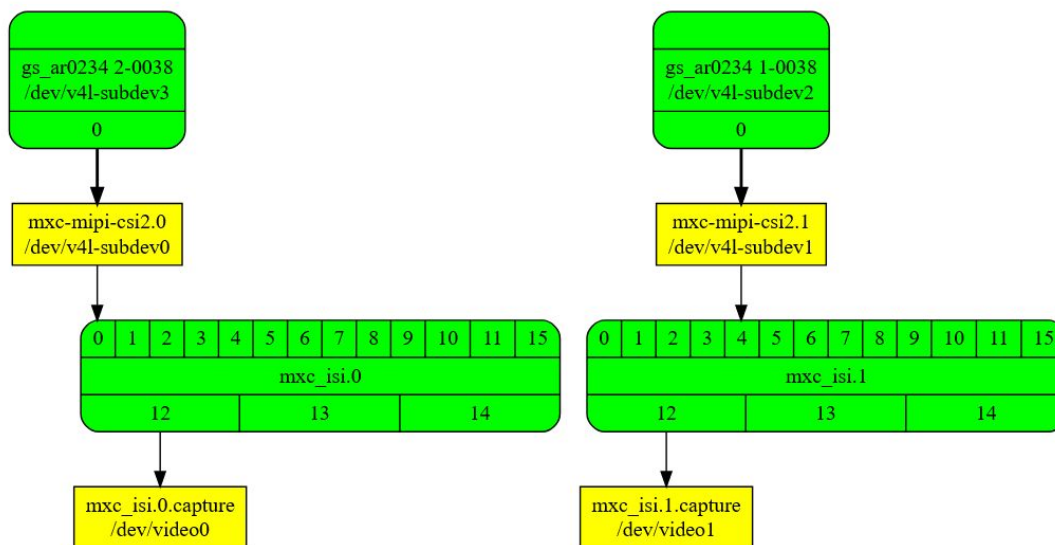 gs_ar0234 2-0038
/dev/v4l-subdev3
0
gs_ar0234 1-0038
/dev/v4l-subdev2
0
mxc-mipi-csi2.0
/dev/v4l-subdev0
mxc-mipi-csi2.1
/dev/v4l-subdev1
0 1 2 3 4 5 6 7 8 9 10 11 15
mxc_isi.0
12 13 14
0 1 2 3 4 5 6 7 8 9 10 11 15
mxc_isi.1
12 13 14
mxc_isi.0.capture
/dev/video0
mxc_isi.1.capture
/dev/video1